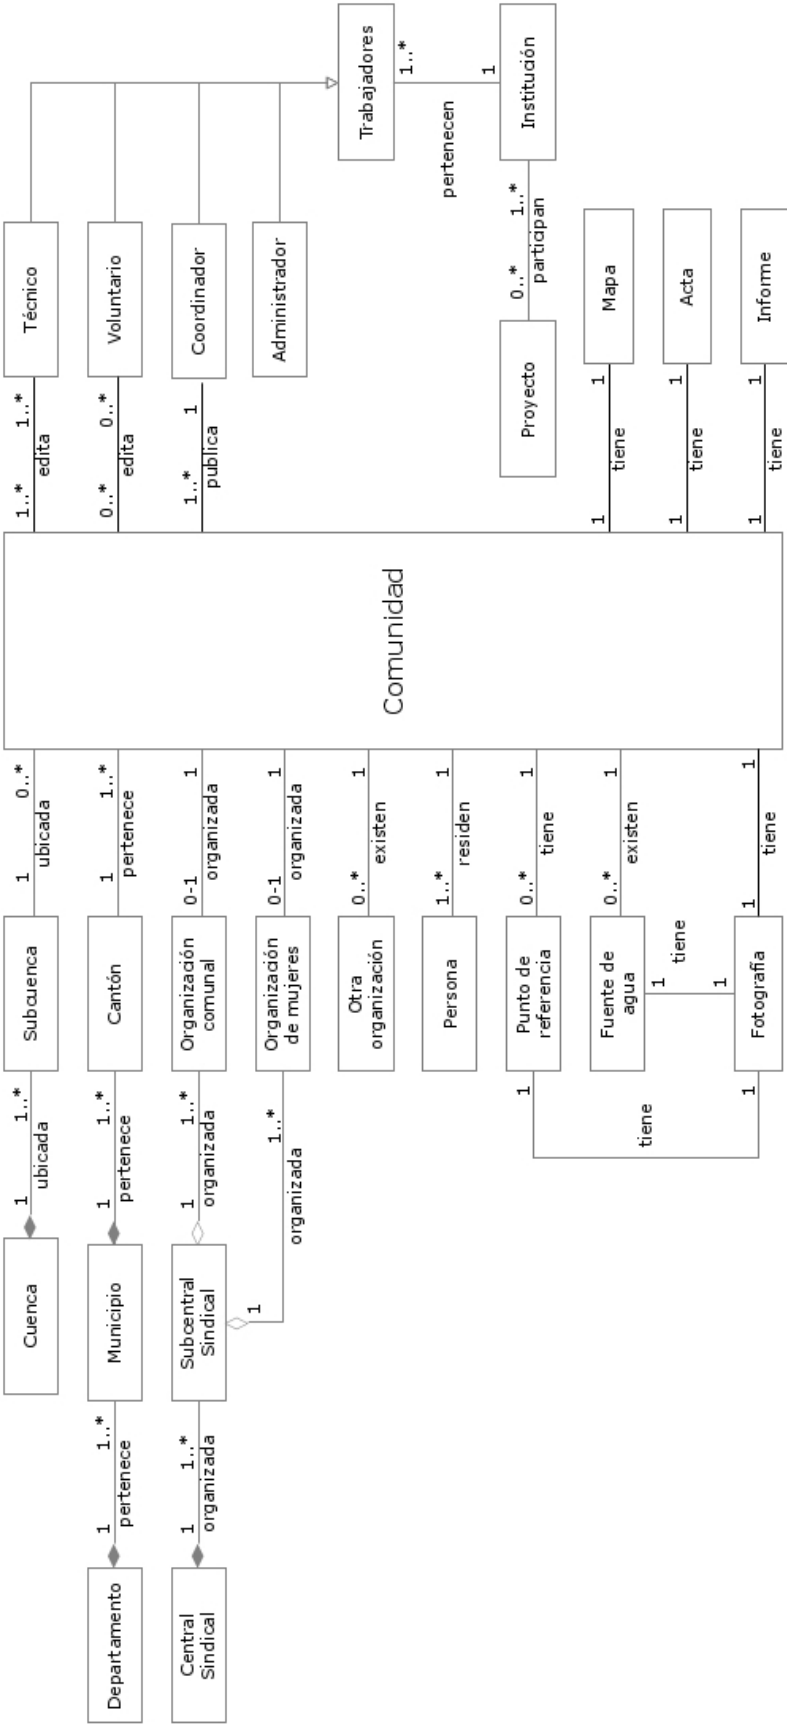 Cuenca
1
1..*
ubicada
Subcuenca
1
0..*
ubicada
1..*
1..*
edita
Técnico
Departamento
1
1..*
pertenece
Municipio
1
1..*
pertenece
Cantón
1
1..*
pertenece
0..*
0..*
edita
Voluntario
Central
Sindical
1
1..*
organizada
Subcentral
Sindical
1
1..*
organizada
Organización
comunal
0-1
1
organizada
1..*
1
publica
Coordinador
1
1..*
organizada
Organización
de mujeres
0-1
1
organizada
Administrador
Otra
organización
0..*
1
existen
Comunidad
Trabajadores
1..*
1
pertenecen
Persona
1..*
1
residen
Institución
Punto de
referencia
0..*
1
tiene
Proyecto
0..*
1..*
participan
Fuente de
agua
0..*
1
existen
1
1
tiene
Mapa
1
1
tiene
1
1
tiene
Acta
1
1
tiene
Fotografía
1
1
tiene
1
1
tiene
Informe